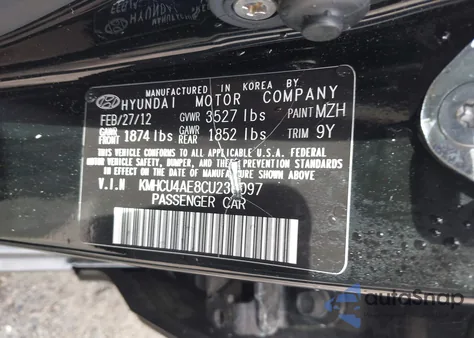 MANUFACTURED IN KOREA BY
HYUNDAI MOTOR COMPANY
FEB/27/12 GVWR 3527 lbs PAINT MZH
GAWR FRONT 1874 lbs GAWR REAR 1852 lbs TRIM 9Y
THIS VEHICLE CONFORMS TO ALL APPLICABLE U.S.A. FEDERAL
MOTOR VEHICLE SAFETY, BUMPER, AND THEFT PREVENTION STANDARDS
IN EFFECT ON THE DATE OF MANUFACTURE SHOWN ABOVE.
V.I.N
PASSENGER CAR
autoSnap